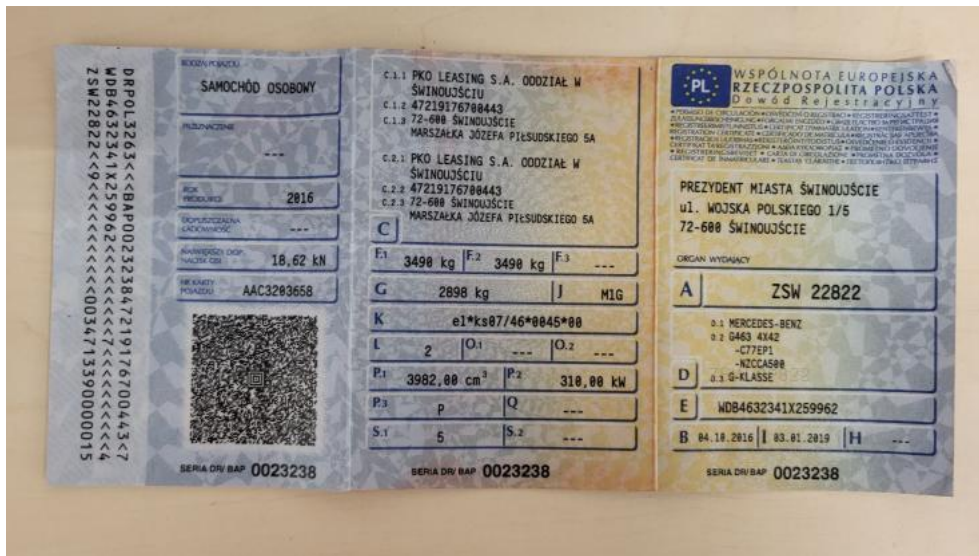 DRPOL3263<<<BAP0023238472191767004 43<7
WDB4632341X259962<<<<<<<7<<<<<<<<<4
ZSW22822<<9<<<<<<<<<<<0034713390000015
RODZAJ POJAZDU
SAMOCHÓD OSOBOWY
PRZEZNACZENIE
---
ROK PRODUKCJI 2016
DOPUSZCZALNA ŁADOWNOŚĆ ---
NAJWIĘKSZY DOP. NACISK OSI 18,62 kN
NR KARTY POJAZDU AAC3203658
SERIA DR/ BAP 0023238
C.1.1 PKO LEASING S.A. ODDZIAŁ W
ŚWINOUJŚCIU
C.1.2 47219176700443
C.1.3 72-600 ŚWINOUJŚCIE
MARSZAŁKA JÓZEFA PIŁSUDSKIEGO 5A
C.2.1 PKO LEASING S.A. ODDZIAŁ W
ŚWINOUJŚCIU
C.2.2 47219176700443
C.2.3 72-600 ŚWINOUJŚCIE
MARSZAŁKA JÓZEFA PIŁSUDSKIEGO 5A
C
F.1 3490 kg F.2 3490 kg F.3 ---
G 2898 kg J M1G
K e1*ks07/46*0045*00
L 2 O.1 --- O.2 ---
P.1 3982,00 cm³ P.2 310,00 kW
P.3 P Q ---
S.1 5 S.2 ---
SERIA DR/ BAP 0023238
PL
WSPÓLNOTA EUROPEJSKA
RZECZPOSPOLITA POLSKA
Dowód Rejestracyjny
PREZYDENT MIASTA ŚWINOUJŚCIE
ul. WOJSKA POLSKIEGO 1/5
72-600 ŚWINOUJŚCIE
ORGAN WYDAJĄCY
A ZSW 22822
D.1 MERCEDES-BENZ
D.2 G463 4X42
-C77EP1
-NZCCA500
D D.3 G-KLASSE
E WDB4632341X259962
B 04.10.2016 I 03.01.2019 H ---
SERIA DR/ BAP 0023238